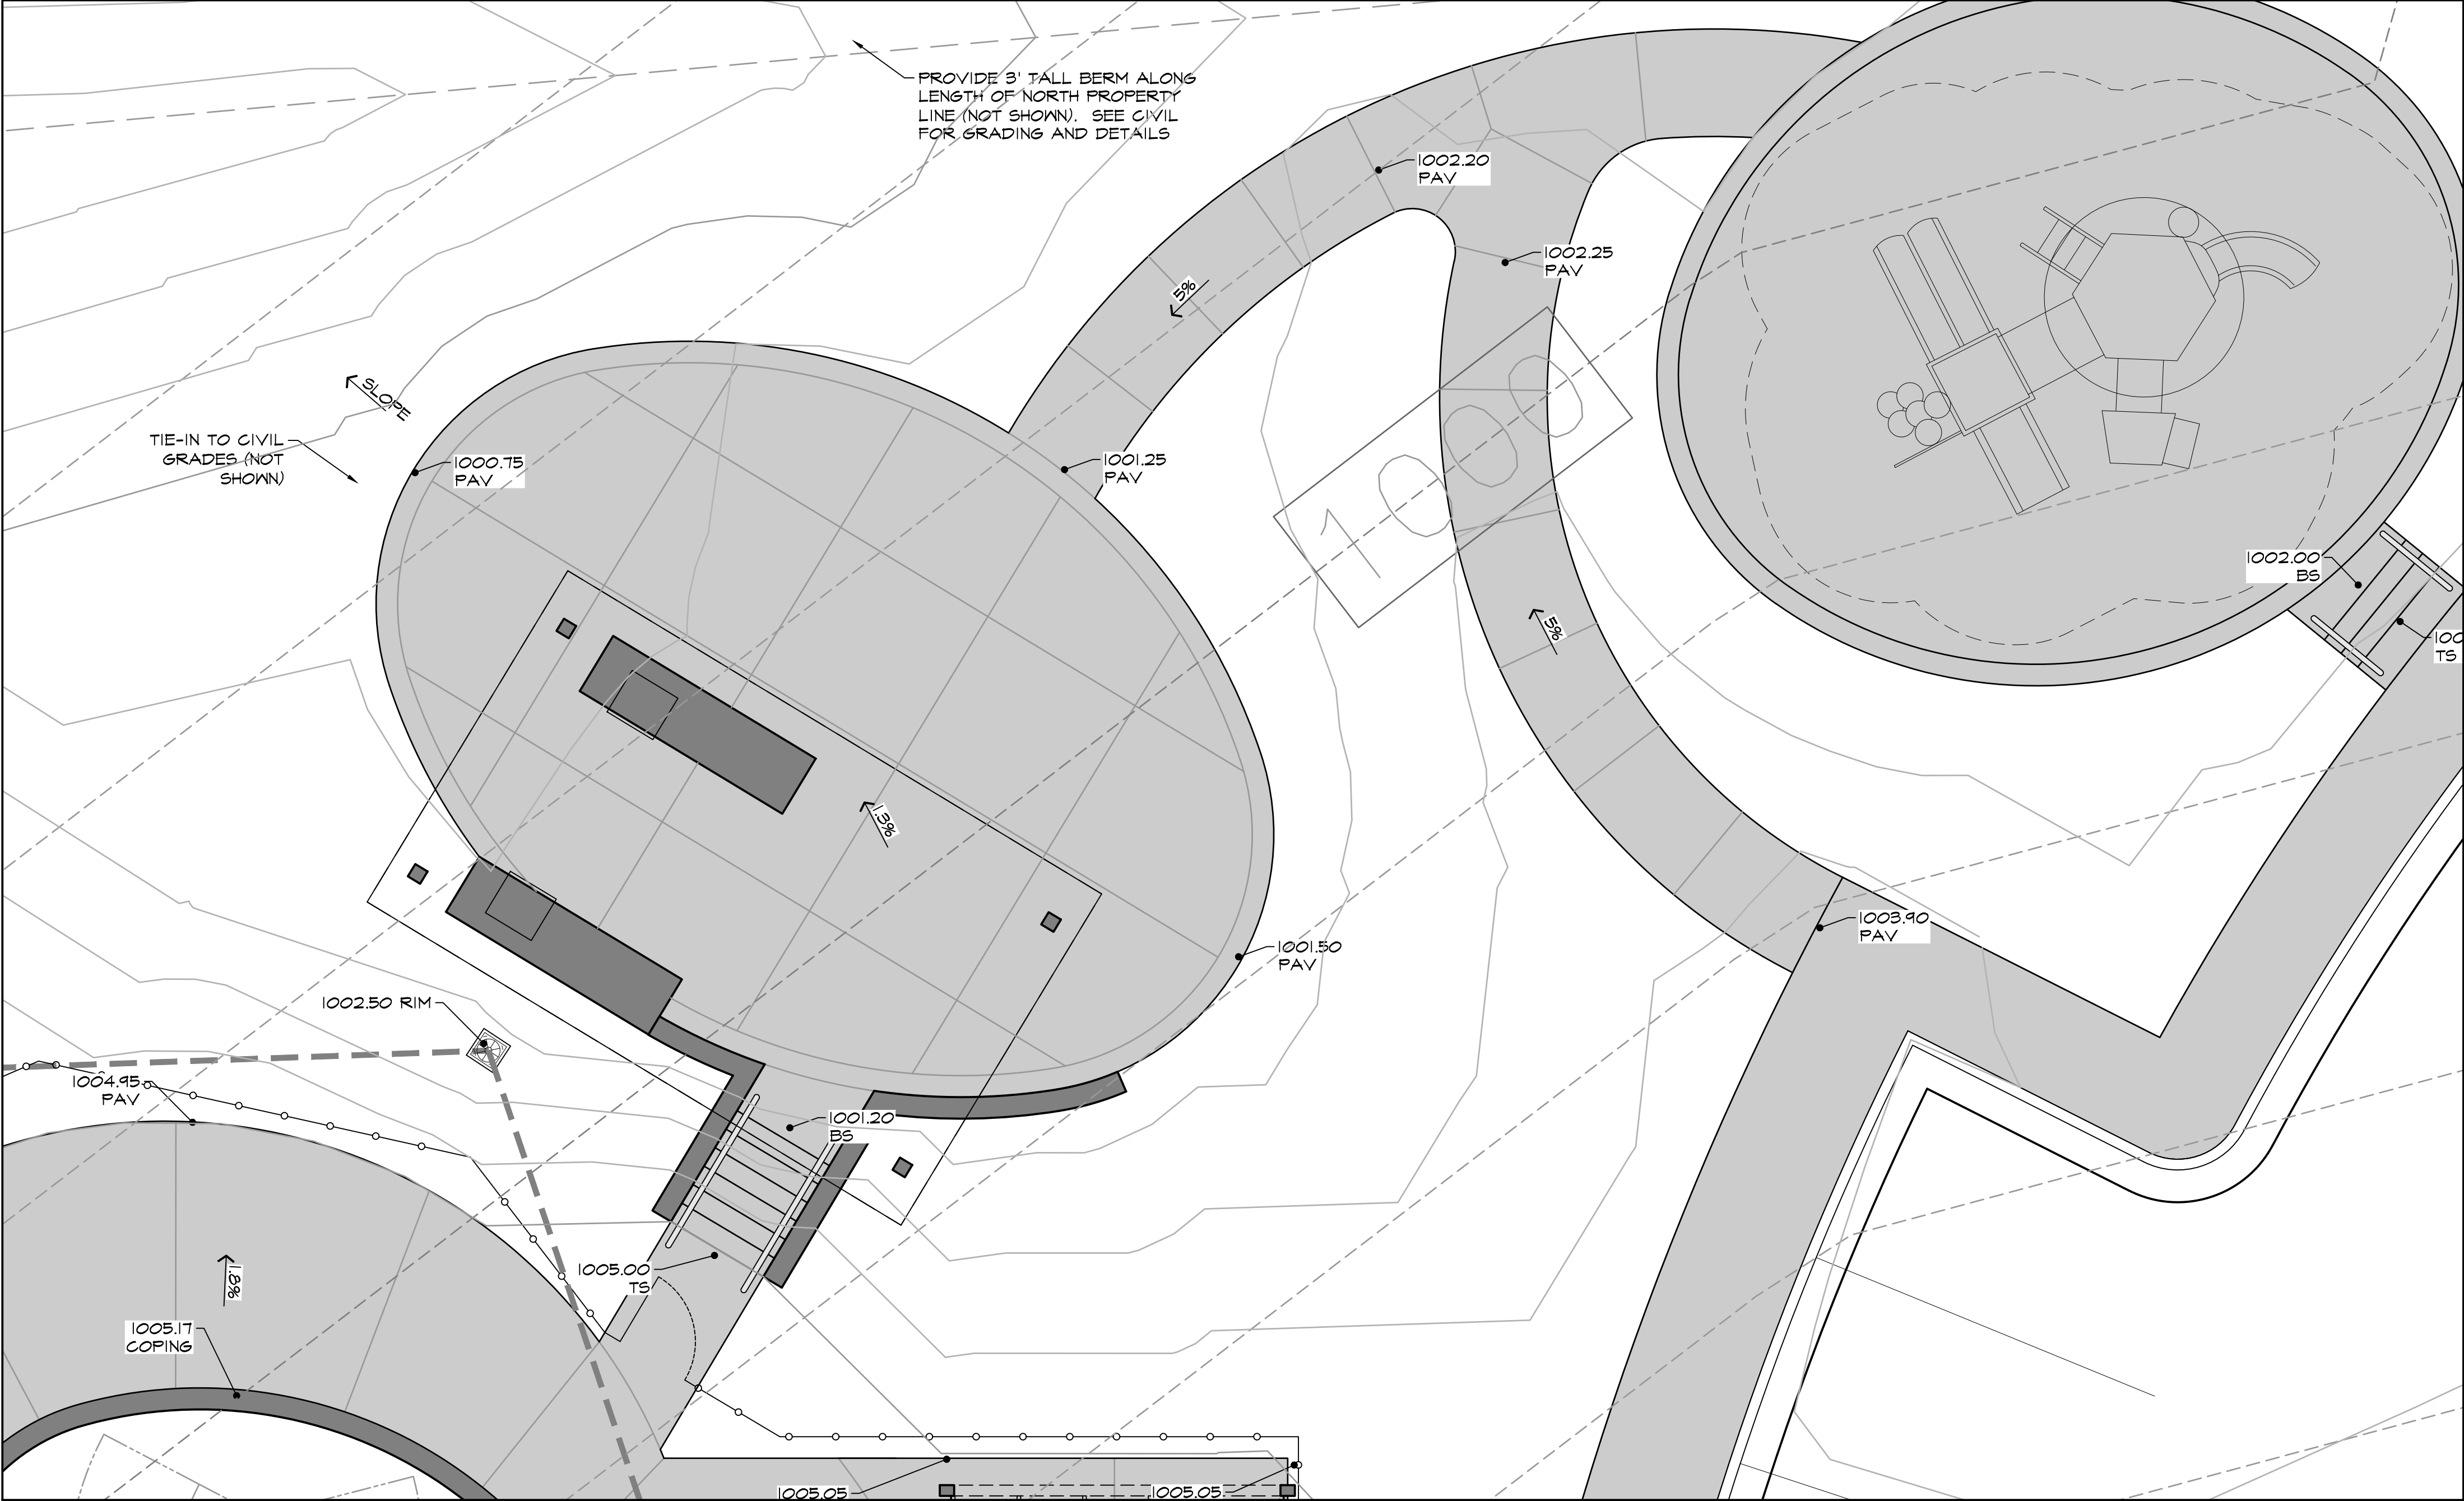 PROVIDE 3' TALL BERM ALONG
LENGTH OF NORTH PROPERTY
LINE (NOT SHOWN). SEE CIVIL
FOR GRADING AND DETAILS
1002.20
PAV
1002.25
PAV
5%
SLOPE
TIE-IN TO CIVIL
GRADES (NOT
SHOWN)
1000.75
PAV
1001.25
PAV
1000
1002.00
BS
100
TS
5%
1.3%
1003.90
PAV
1001.50
PAV
1002.50 RIM
1004.95
PAV
1001.20
BS
1005.00
TS
1.8%
1005.17
COPING
1005.05
1005.05